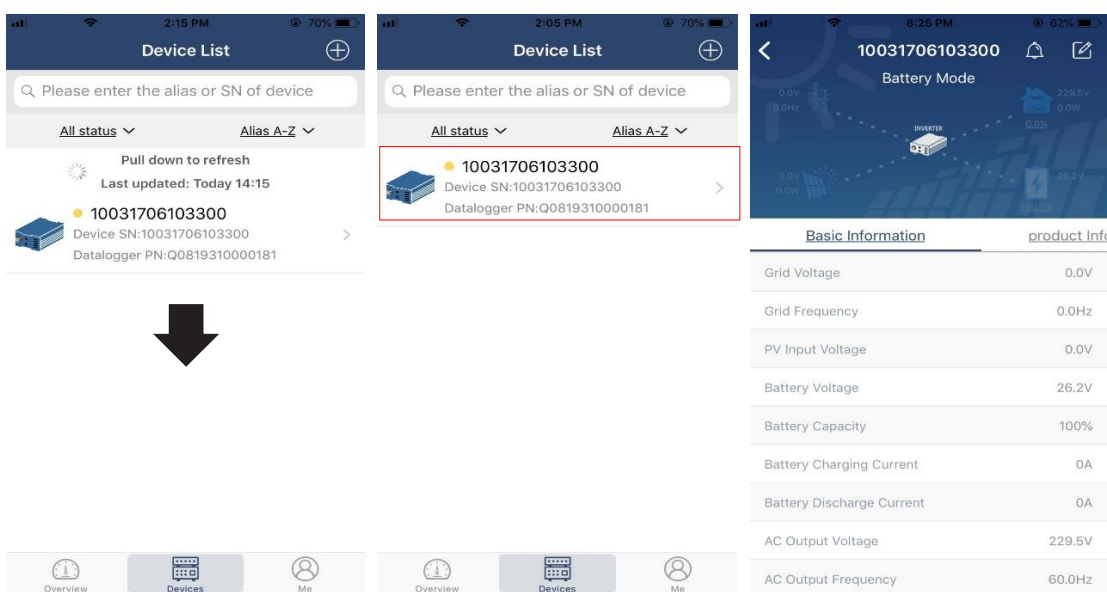 2:15 PM
70%
Device List
Please enter the alias or SN of device
All status
Alias A-Z
Pull down to refresh
Last updated: Today 14:15
10031706103300
Device SN:10031706103300
Datalogger PN:Q0819310000181
Overview
Devices
Me
2:05 PM
70%
Device List
Please enter the alias or SN of device
All status
Alias A-Z
10031706103300
Device SN:10031706103300
Datalogger PN:Q0819310000181
Overview
Devices
Me
8:25 PM
62%
10031706103300
Battery Mode
0.0V
0.0Hz
229.5V
0.0W
0.0%
INVERTER
0.0V
0.0W
26.2V
100.0%
Basic Information
product Info
Grid Voltage 0.0V
Grid Frequency 0.0Hz
PV Input Voltage 0.0V
Battery Voltage 26.2V
Battery Capacity 100%
Battery Charging Current 0A
Battery Discharge Current 0A
AC Output Voltage 229.5V
AC Output Frequency 60.0Hz